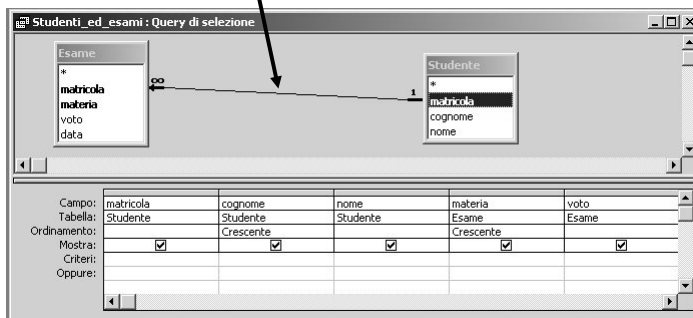 Studenti_ed_esami : Query di selezione
Esame
*
matricola
materia
voto
data
∞
1
Studente
*
matricola
cognome
nome
Campo: matricola cognome nome materia voto
Tabella: Studente Studente Studente Esame Esame
Ordinamento: Crescente Crescente
Mostra:
Criteri:
Oppure: